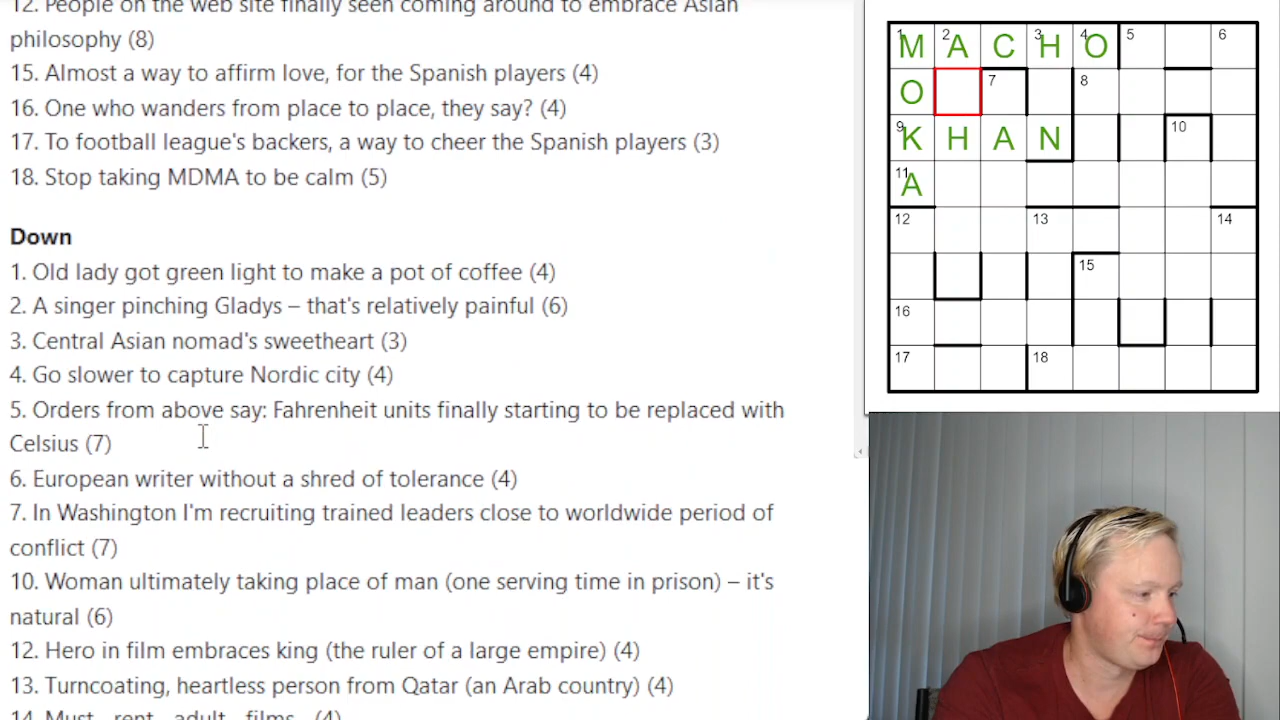 12. People on the web site finally seen coming around to embrace Asian
philosophy (8)
15. Almost a way to affirm love, for the Spanish players (4)
16. One who wanders from place to place, they say? (4)
17. To football league's backers, a way to cheer the Spanish players (3)
18. Stop taking MDMA to be calm (5)
Down
1. Old lady got green light to make a pot of coffee (4)
2. A singer pinching Gladys – that's relatively painful (6)
3. Central Asian nomad's sweetheart (3)
4. Go slower to capture Nordic city (4)
5. Orders from above say: Fahrenheit units finally starting to be replaced with
Celsius (7)
6. European writer without a shred of tolerance (4)
7. In Washington I'm recruiting trained leaders close to worldwide period of
conflict (7)
10. Woman ultimately taking place of man (one serving time in prison) – it's
natural (6)
12. Hero in film embraces king (the ruler of a large empire) (4)
13. Turncoating, heartless person from Qatar (an Arab country) (4)
14. Must rent adult films (4)
1 M 2 A C 3 H 4 O 5 6
O 7 8
9 K H A N 10
11 A
12 13 14
15
16
17 18